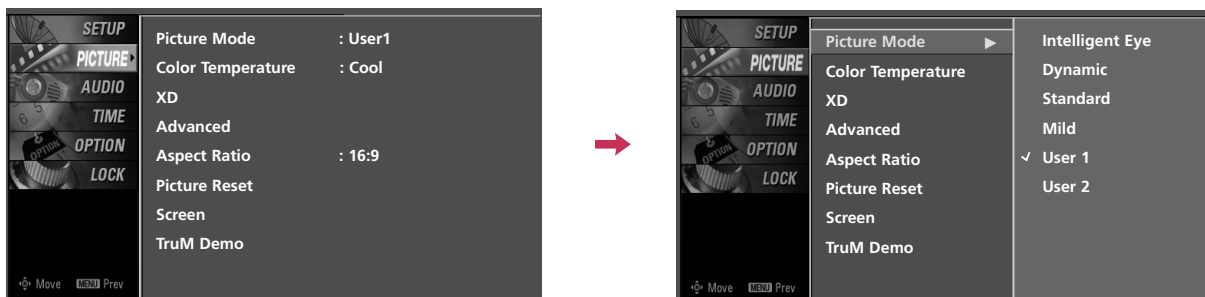 SETUP
PICTURE
AUDIO
TIME
OPTION
LOCK
Move MENU Prev
Picture Mode : User1
Color Temperature : Cool
XD
Advanced
Aspect Ratio : 16:9
Picture Reset
Screen
TruM Demo
SETUP
PICTURE
AUDIO
TIME
OPTION
LOCK
Move MENU Prev
Picture Mode ▶
Color Temperature
XD
Advanced
Aspect Ratio
Picture Reset
Screen
TruM Demo
Intelligent Eye
Dynamic
Standard
Mild
✓ User 1
User 2